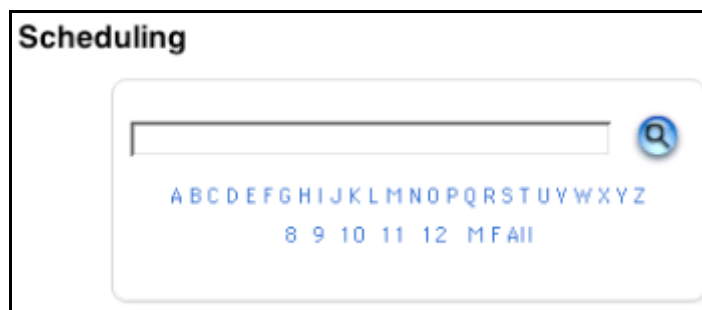 Scheduling
A B C D E F G H I J K L M N O P Q R S T U V W X Y Z
8 9 10 11 12 M F All